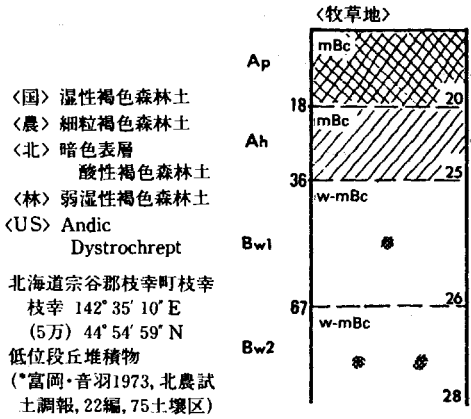 〈牧草地〉
〈国〉 湿性褐色森林土
〈農〉 細粒褐色森林土
〈北〉 暗色表層
酸性褐色森林土
〈林〉 弱湿性褐色森林土
〈US〉 Andic
Dystrochrept
北海道宗谷郡枝幸町枝幸
枝幸 142°35′10″E
(5万) 44°54′59″N
低位段丘堆積物
(*富岡・音羽1973, 北農試
土調報, 22編, 75土壌区)
Ap
mBc
20
18
Ah
mBc
25
36
Bw1
w-mBc
26
67
Bw2
w-mBc
28